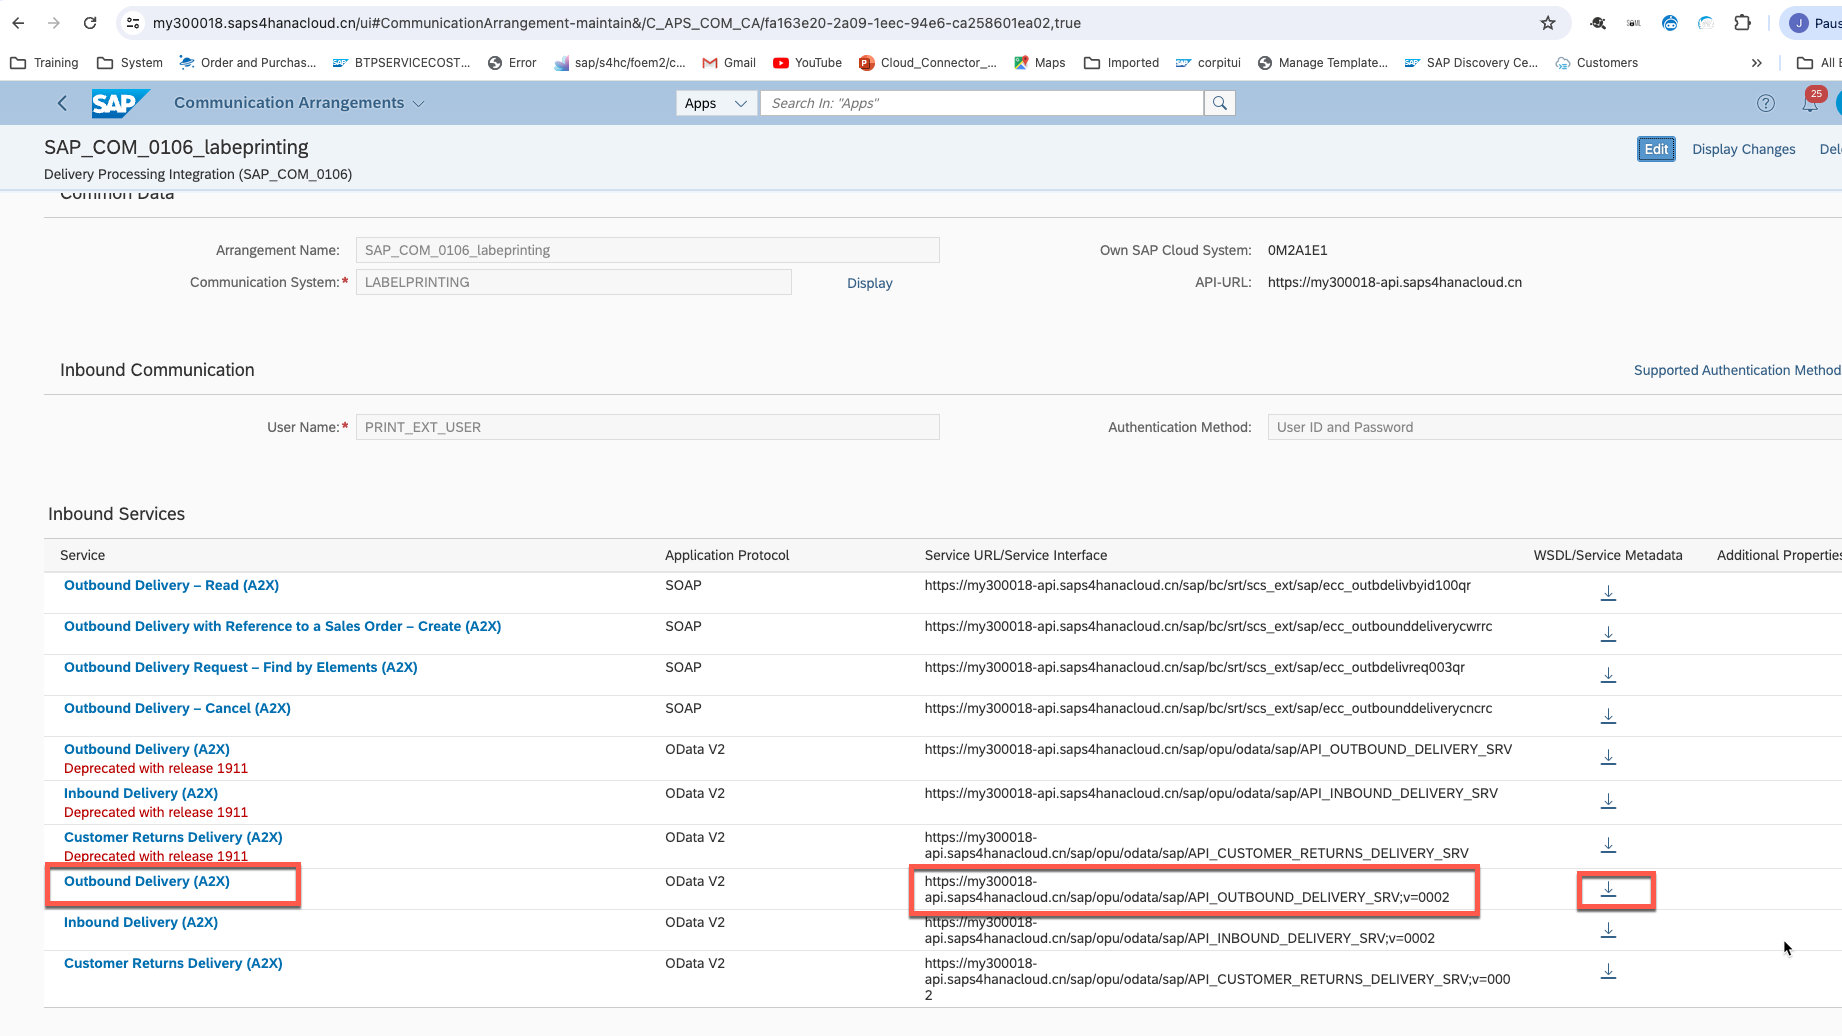 my300018.saps4hanacloud.cn/ui#CommunicationArrangement-maintain&/C_APS_COM_CA/fa163e20-2a09-1eec-94e6-ca258601ea02,true
J Paus
Training System Order and Purchas... BTPSERVICECOST... Error sap/s4hc/foem2/c... Gmail YouTube Cloud_Connector_... Maps Imported corpitui Manage Template... SAP Discovery Ce... Customers » All B
SAP Communication Arrangements Apps Search In: "Apps" ? 25
SAP_COM_0106_labeprinting
Edit Display Changes Del
Delivery Processing Integration (SAP_COM_0106)
Common Data
Arrangement Name: SAP_COM_0106_labeprinting Own SAP Cloud System: 0M2A1E1
Communication System:* LABELPRINTING Display API-URL: https://my300018-api.saps4hanacloud.cn
Inbound Communication Supported Authentication Method
User Name:* PRINT_EXT_USER Authentication Method: User ID and Password
Inbound Services
Service Application Protocol Service URL/Service Interface WSDL/Service Metadata Additional Properties
Outbound Delivery – Read (A2X) SOAP https://my300018-api.saps4hanacloud.cn/sap/bc/srt/scs_ext/sap/ecc_outbdelivbyid100qr
Outbound Delivery with Reference to a Sales Order – Create (A2X) SOAP https://my300018-api.saps4hanacloud.cn/sap/bc/srt/scs_ext/sap/ecc_outbounddeliverycwrrc
Outbound Delivery Request – Find by Elements (A2X) SOAP https://my300018-api.saps4hanacloud.cn/sap/bc/srt/scs_ext/sap/ecc_outbdelivreq003qr
Outbound Delivery – Cancel (A2X) SOAP https://my300018-api.saps4hanacloud.cn/sap/bc/srt/scs_ext/sap/ecc_outbounddeliverycncrc
Outbound Delivery (A2X) OData V2 https://my300018-api.saps4hanacloud.cn/sap/opu/odata/sap/API_OUTBOUND_DELIVERY_SRV
Deprecated with release 1911
Inbound Delivery (A2X) OData V2 https://my300018-api.saps4hanacloud.cn/sap/opu/odata/sap/API_INBOUND_DELIVERY_SRV
Deprecated with release 1911
Customer Returns Delivery (A2X) OData V2 https://my300018-
Deprecated with release 1911 api.saps4hanacloud.cn/sap/opu/odata/sap/API_CUSTOMER_RETURNS_DELIVERY_SRV
Outbound Delivery (A2X) OData V2 https://my300018-
api.saps4hanacloud.cn/sap/opu/odata/sap/API_OUTBOUND_DELIVERY_SRV;v=0002
Inbound Delivery (A2X) OData V2 https://my300018-
api.saps4hanacloud.cn/sap/opu/odata/sap/API_INBOUND_DELIVERY_SRV;v=0002
Customer Returns Delivery (A2X) OData V2 https://my300018-
api.saps4hanacloud.cn/sap/opu/odata/sap/API_CUSTOMER_RETURNS_DELIVERY_SRV;v=000
2